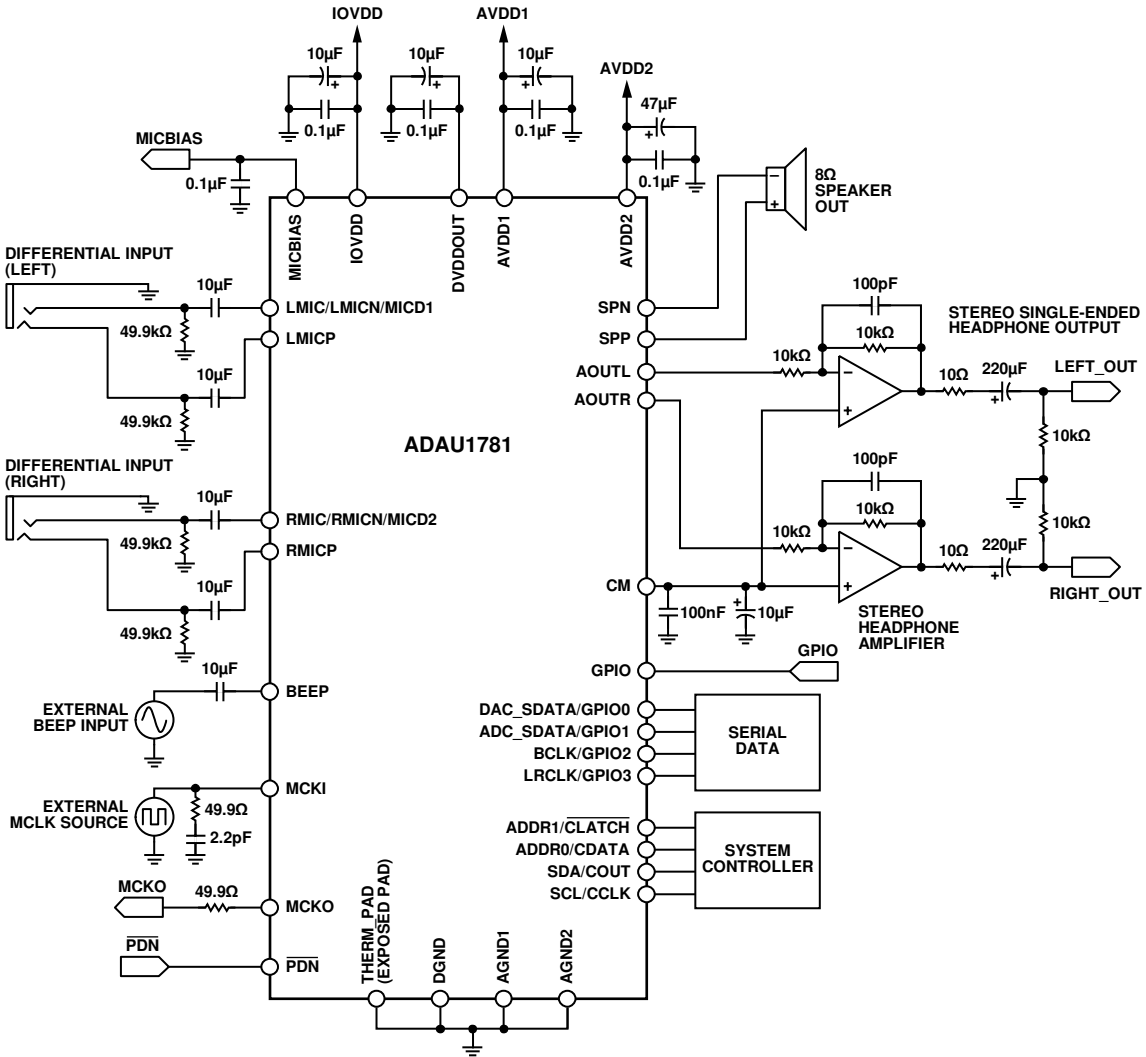 IOVDD
AVDD1
10µF
10µF
10µF
AVDD2
47µF
0.1µF
0.1µF
0.1µF
MICBIAS
0.1µF
0.1µF
8Ω
SPEAKER
OUT
MICBIAS
IOVDD
DVDDOUT
AVDD1
AVDD2
DIFFERENTIAL INPUT
(LEFT)
10µF
LMIC/LMICN/MICD1
49.9kΩ
LMICP
10µF
49.9kΩ
SPN
SPP
AOUTL
AOUTR
100pF
10kΩ
10kΩ
STEREO SINGLE-ENDED
HEADPHONE OUTPUT
10Ω
220µF
LEFT_OUT
10kΩ
ADAU1781
DIFFERENTIAL INPUT
(RIGHT)
10µF
RMIC/RMICN/MICD2
49.9kΩ
RMICP
10µF
49.9kΩ
100pF
10kΩ
10kΩ
10Ω
220µF
10kΩ
RIGHT_OUT
CM
100nF
10µF
STEREO
HEADPHONE
AMPLIFIER
10µF
BEEP
EXTERNAL
BEEP INPUT
GPIO
GPIO
DAC_SDATA/GPIO0
ADC_SDATA/GPIO1
BCLK/GPIO2
LRCLK/GPIO3
SERIAL
DATA
MCKI
EXTERNAL
MCLK SOURCE
49.9Ω
2.2pF
ADDR1/CLATCH
ADDR0/CDATA
SDA/COUT
SCL/CCLK
SYSTEM
CONTROLLER
MCKO
49.9Ω
MCKO
PDN
PDN
THERM_PAD
(EXPOSED PAD)
DGND
AGND1
AGND2